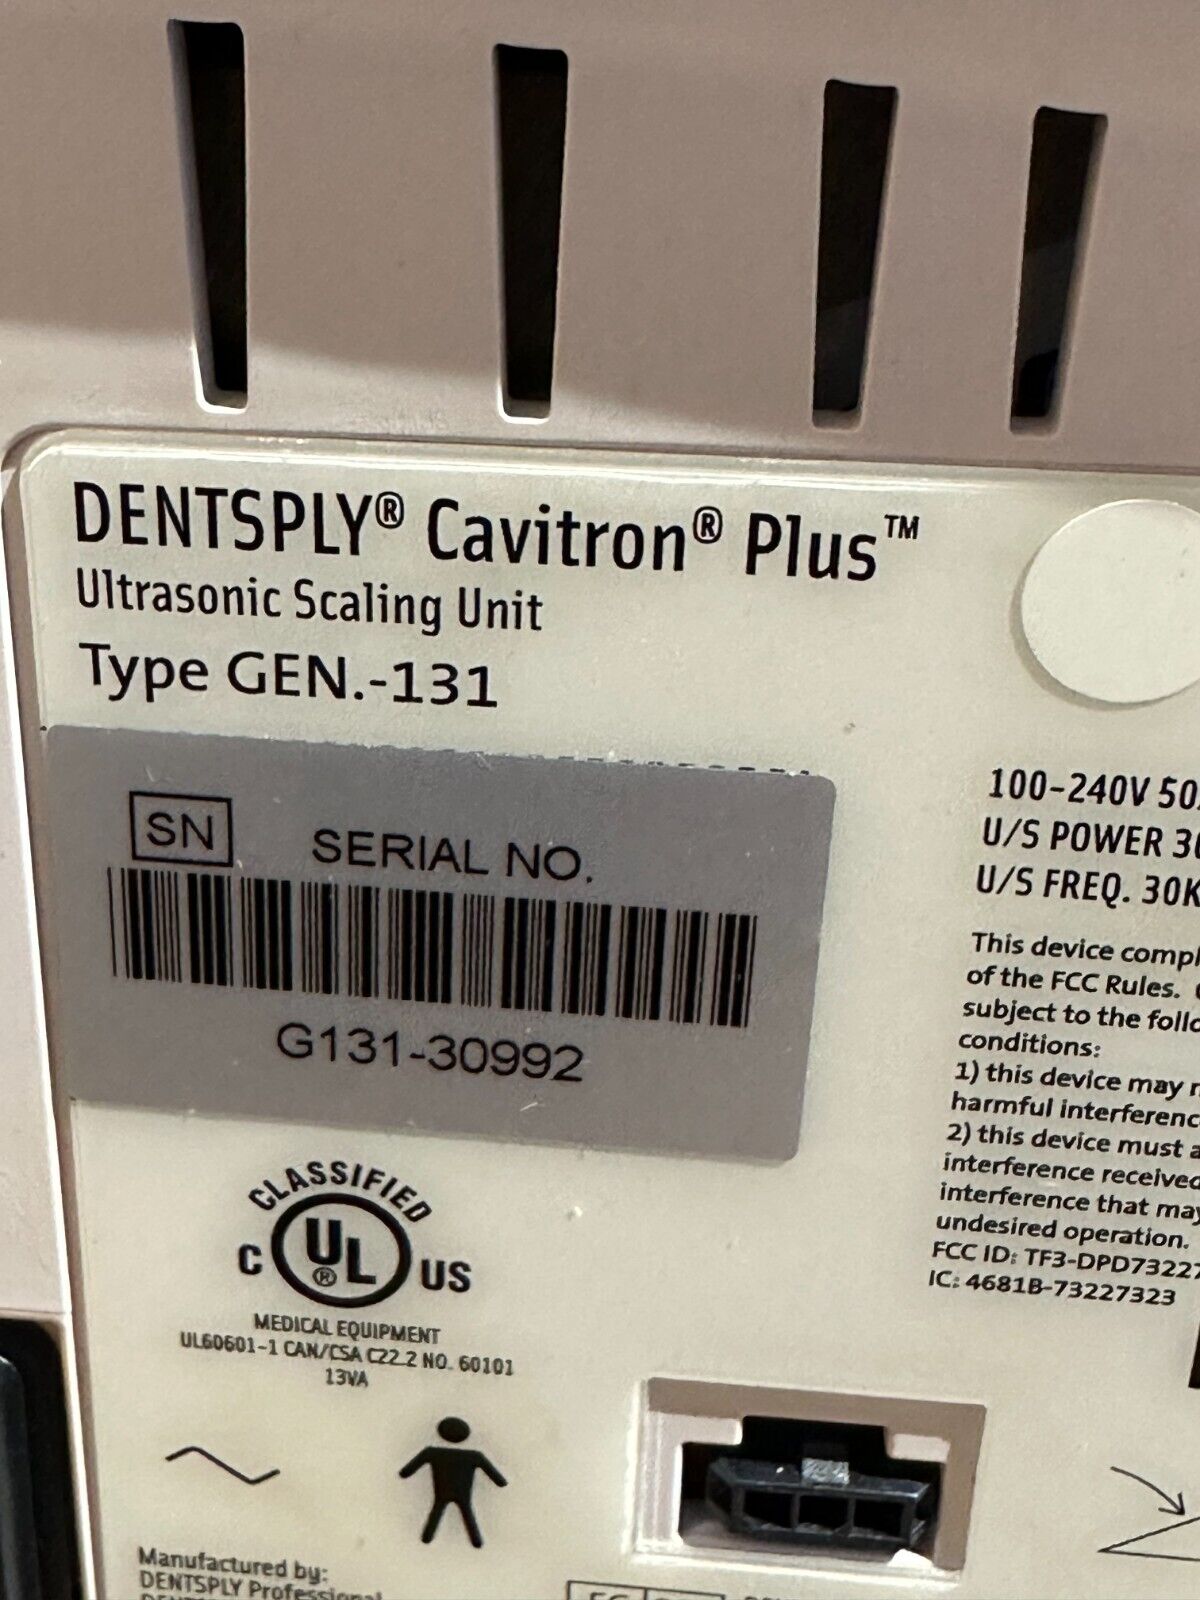 DENTSPLY® Cavitron® Plus™
Ultrasonic Scaling Unit
Type GEN.-131
SN SERIAL NO.
G131-30992
CLASSIFIED
C UL® US
MEDICAL EQUIPMENT
UL60601-1 CAN/CSA C22.2 NO. 60101
13VA
100-240V
U/S POWER
U/S FREQ.
This device
of the FCC Rules.
subject to the
conditions:
1) this device may
harmful
2) this device must
interference received
interference that may
undesired operation.
FCC ID: TF3-DPD73227
IC: 4681B-73227323
Manufactured by:
DENTSPLY Professional